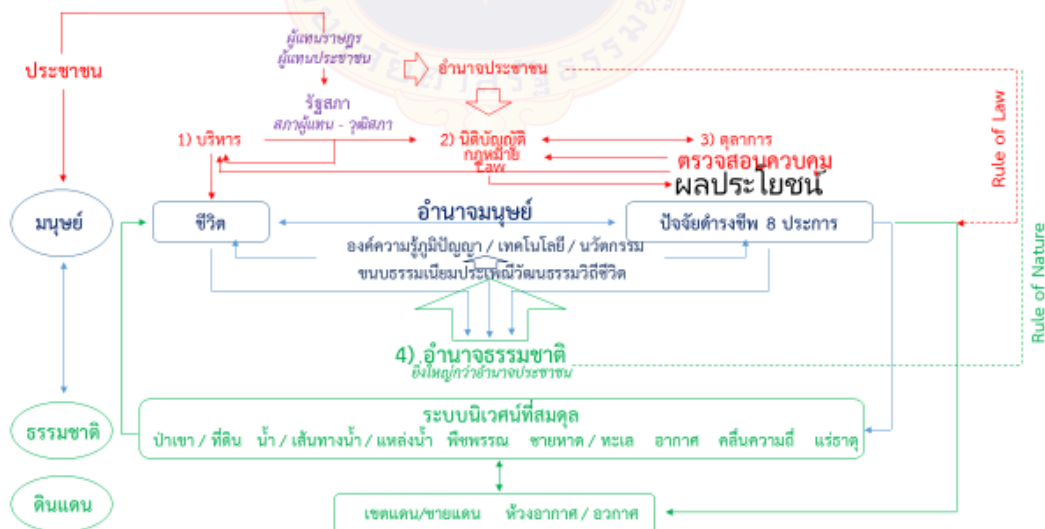 ผู้แทนราษฎร
ผู้แทนประชาชน
ประชาชน
อำนาจประชาชน
รัฐสภา
สภาผู้แทน - วุฒิสภา
1) บริหาร
2) นิติบัญญัติ
3) ตุลาการ
กฎหมาย
Law
ตรวจสอบควบคุม
ผลประโยชน์
Rule of Law
มนุษย์
ชีวิต
อำนาจมนุษย์
ปัจจัยดำรงชีพ 8 ประการ
องค์ความรู้ภูมิปัญญา / เทคโนโลยี / นวัตกรรม
ขนบธรรมเนียมประเพณีวัฒนธรรมวิถีชีวิต
Rule of Nature
4) อำนาจธรรมชาติ
ยิ่งใหญ่กว่าอำนาจประชาชน
ธรรมชาติ
ระบบนิเวศน์ที่สมดุล
ป่าเขา / ที่ดิน น้ำ / เส้นทางน้ำ / แหล่งน้ำ พืชพรรณ ชายหาด / ทะเล อากาศ คลื่นความถี่ แร่ธาตุ
ดินแดน
เขตแดน/ชายแดน ห้วงอากาศ / อวกาศ